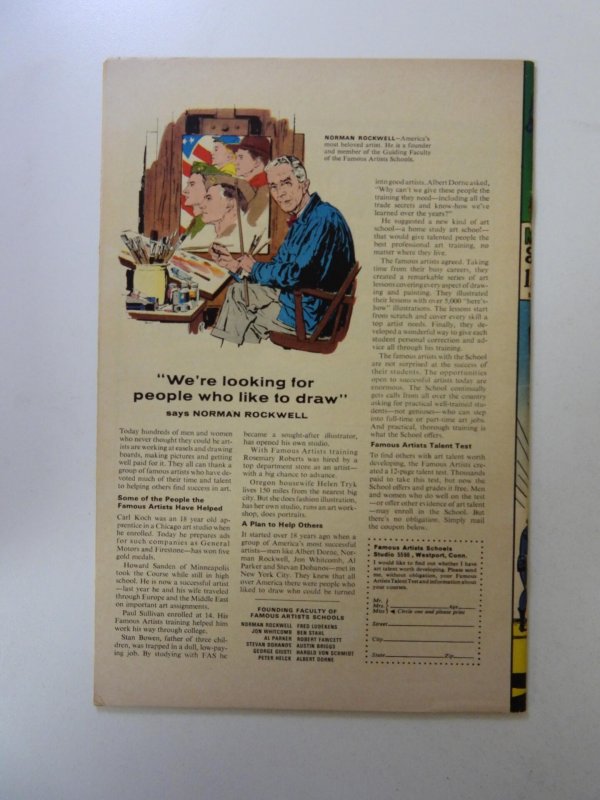 NORMAN ROCKWELL—America's
most beloved artist. He is a founder
and member of the Guiding Faculty
of the Famous Artists Schools.
"We're looking for
people who like to draw"
says NORMAN ROCKWELL
Today hundreds of men and women
who never thought they could be art-
ists are working at easels and drawing
boards, making pictures and getting
well paid for it. They all can thank a
group of famous artists who have de-
voted much of their time and talent
to helping others find success in art.
Some of the People the
Famous Artists Have Helped
Carl Koch was an 18 year old ap-
prentice in a Chicago art studio when
he enrolled. Today he prepares ads
for such companies as General
Motors and Firestone—has won five
gold medals.
Howard Sanden of Minneapolis
took the Course while still in high
school. He is now a successful artist
—last year he and his wife traveled
through Europe and the Middle East
on important art assignments.
Paul Sullivan enrolled at 14. His
Famous Artists training helped him
work his way through college.
Stan Bowen, father of three chil-
dren, was trapped in a dull, low-pay-
ing job. By studying with FAS he
became a sought-after illustrator,
has opened his own studio.
With Famous Artists training
Rosemary Roberts was hired by a
top department store as an artist—
with a big chance to advance.
Oregon housewife Helen Tryk
lives 150 miles from the nearest big
city. But she does fashion illustration,
has her own studio, runs an art work-
shop, does portraits.
A Plan to Help Others
It started over 18 years ago when a
group of America's most successful
artists—men like Albert Dorne, Nor-
man Rockwell, Jon Whitcomb, Al
Parker and Stevan Dohanos—met in
New York City. They knew that all
over America there were people who
liked to draw who could be turned
FOUNDING FACULTY OF
FAMOUS ARTISTS SCHOOLS
NORMAN ROCKWELL FRED LUDEKENS
JON WHITCOMB BEN STAHL
AL PARKER ROBERT FAWCETT
STEVAN DOHANOS AUSTIN BRIGGS
GEORGE GIUSTI HAROLD VON SCHMIDT
PETER HELCK ALBERT DORNE
into good artists. Albert Dorne asked,
"Why can't we give these people the
training they need—including all the
trade secrets and know-how we've
learned over the years?"
He suggested a new kind of art
school—a home study art school—
that would give talented people the
best professional art training, no
matter where they live.
The famous artists agreed. Taking
time from their busy careers, they
created a remarkable series of art
lessons covering every aspect of draw-
ing and painting. They illustrated
their lessons with over 5,000 "here's-
how" illustrations. The lessons start
from scratch and cover every skill a
top artist needs. Finally, they de-
veloped a wonderful way to give each
student personal correction and ad-
vice all through his training.
The famous artists with the School
are not surprised at the success of
their students. The opportunities
open to successful artists today are
enormous. The School continually
gets calls from all over the country
asking for practical well-trained stu-
dents—not geniuses—who can step
into full-time or part-time art jobs.
And practical, thorough training is
what the School offers.
Famous Artists Talent Test
To find others with art talent worth
developing, the Famous Artists cre-
ated a 12-page talent test. Thousands
paid to take this test, but now the
School offers and grades it free. Men
and women who do well on the test
—or offer other evidence of art talent
—may enroll in the School. But
there's no obligation. Simply mail
the coupon below.
Famous Artists Schools
Studio 5590, Westport, Conn.
I would like to find out whether I have
art talent worth developing. Please send
me, without obligation, your Famous
Artists Talent Test and information about
your courses.
Mr.
Mrs. Age
Miss Circle one and please print
Street
City
State Zip